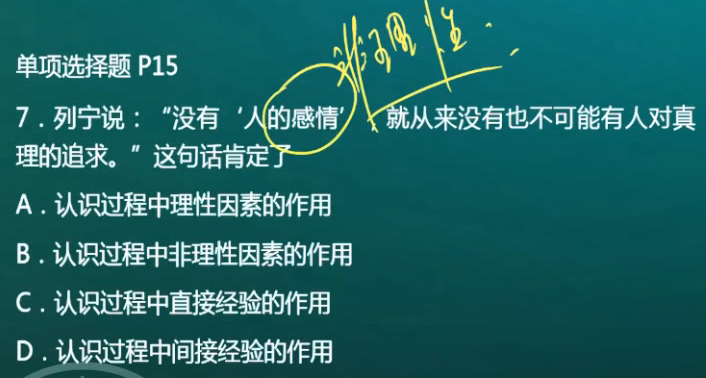 非理性
单项选择题 P15
7．列宁说：“没有‘人的感情’，就从来没有也不可能有人对真
理的追求。”这句话肯定了
A．认识过程中理性因素的作用
B．认识过程中非理性因素的作用
C．认识过程中直接经验的作用
D．认识过程中间接经验的作用